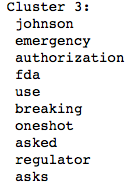 Cluster 3:
johnson
emergency
authorization
fda
use
breaking
oneshot
asked
regulator
asks